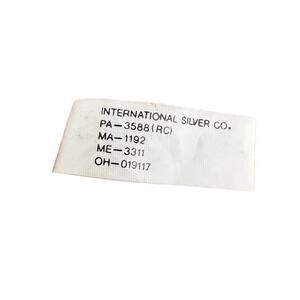 INTERNATIONAL SILVER CO.
PA-3588(RC)
MA-1192
ME-3311
OH-019117